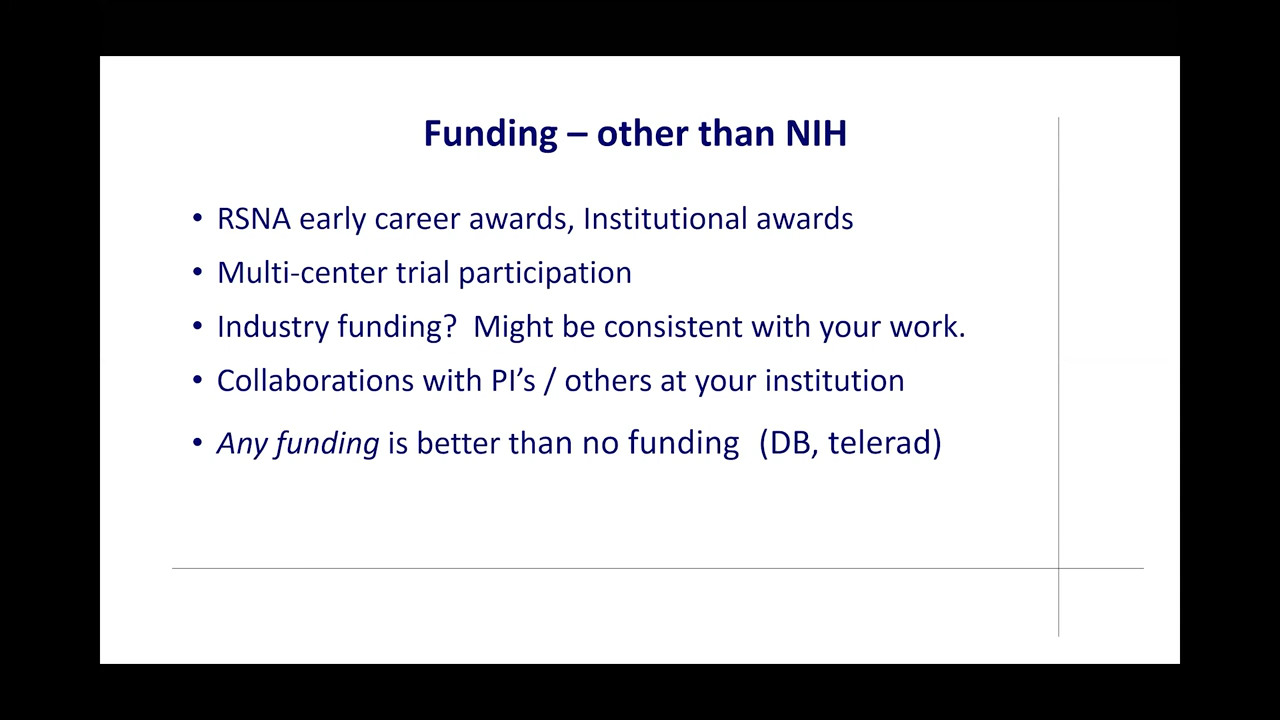 Funding – other than NIH
• RSNA early career awards, Institutional awards
• Multi-center trial participation
• Industry funding?  Might be consistent with your work.
• Collaborations with PI’s / others at your institution
• Any funding is better than no funding  (DB, telerad)